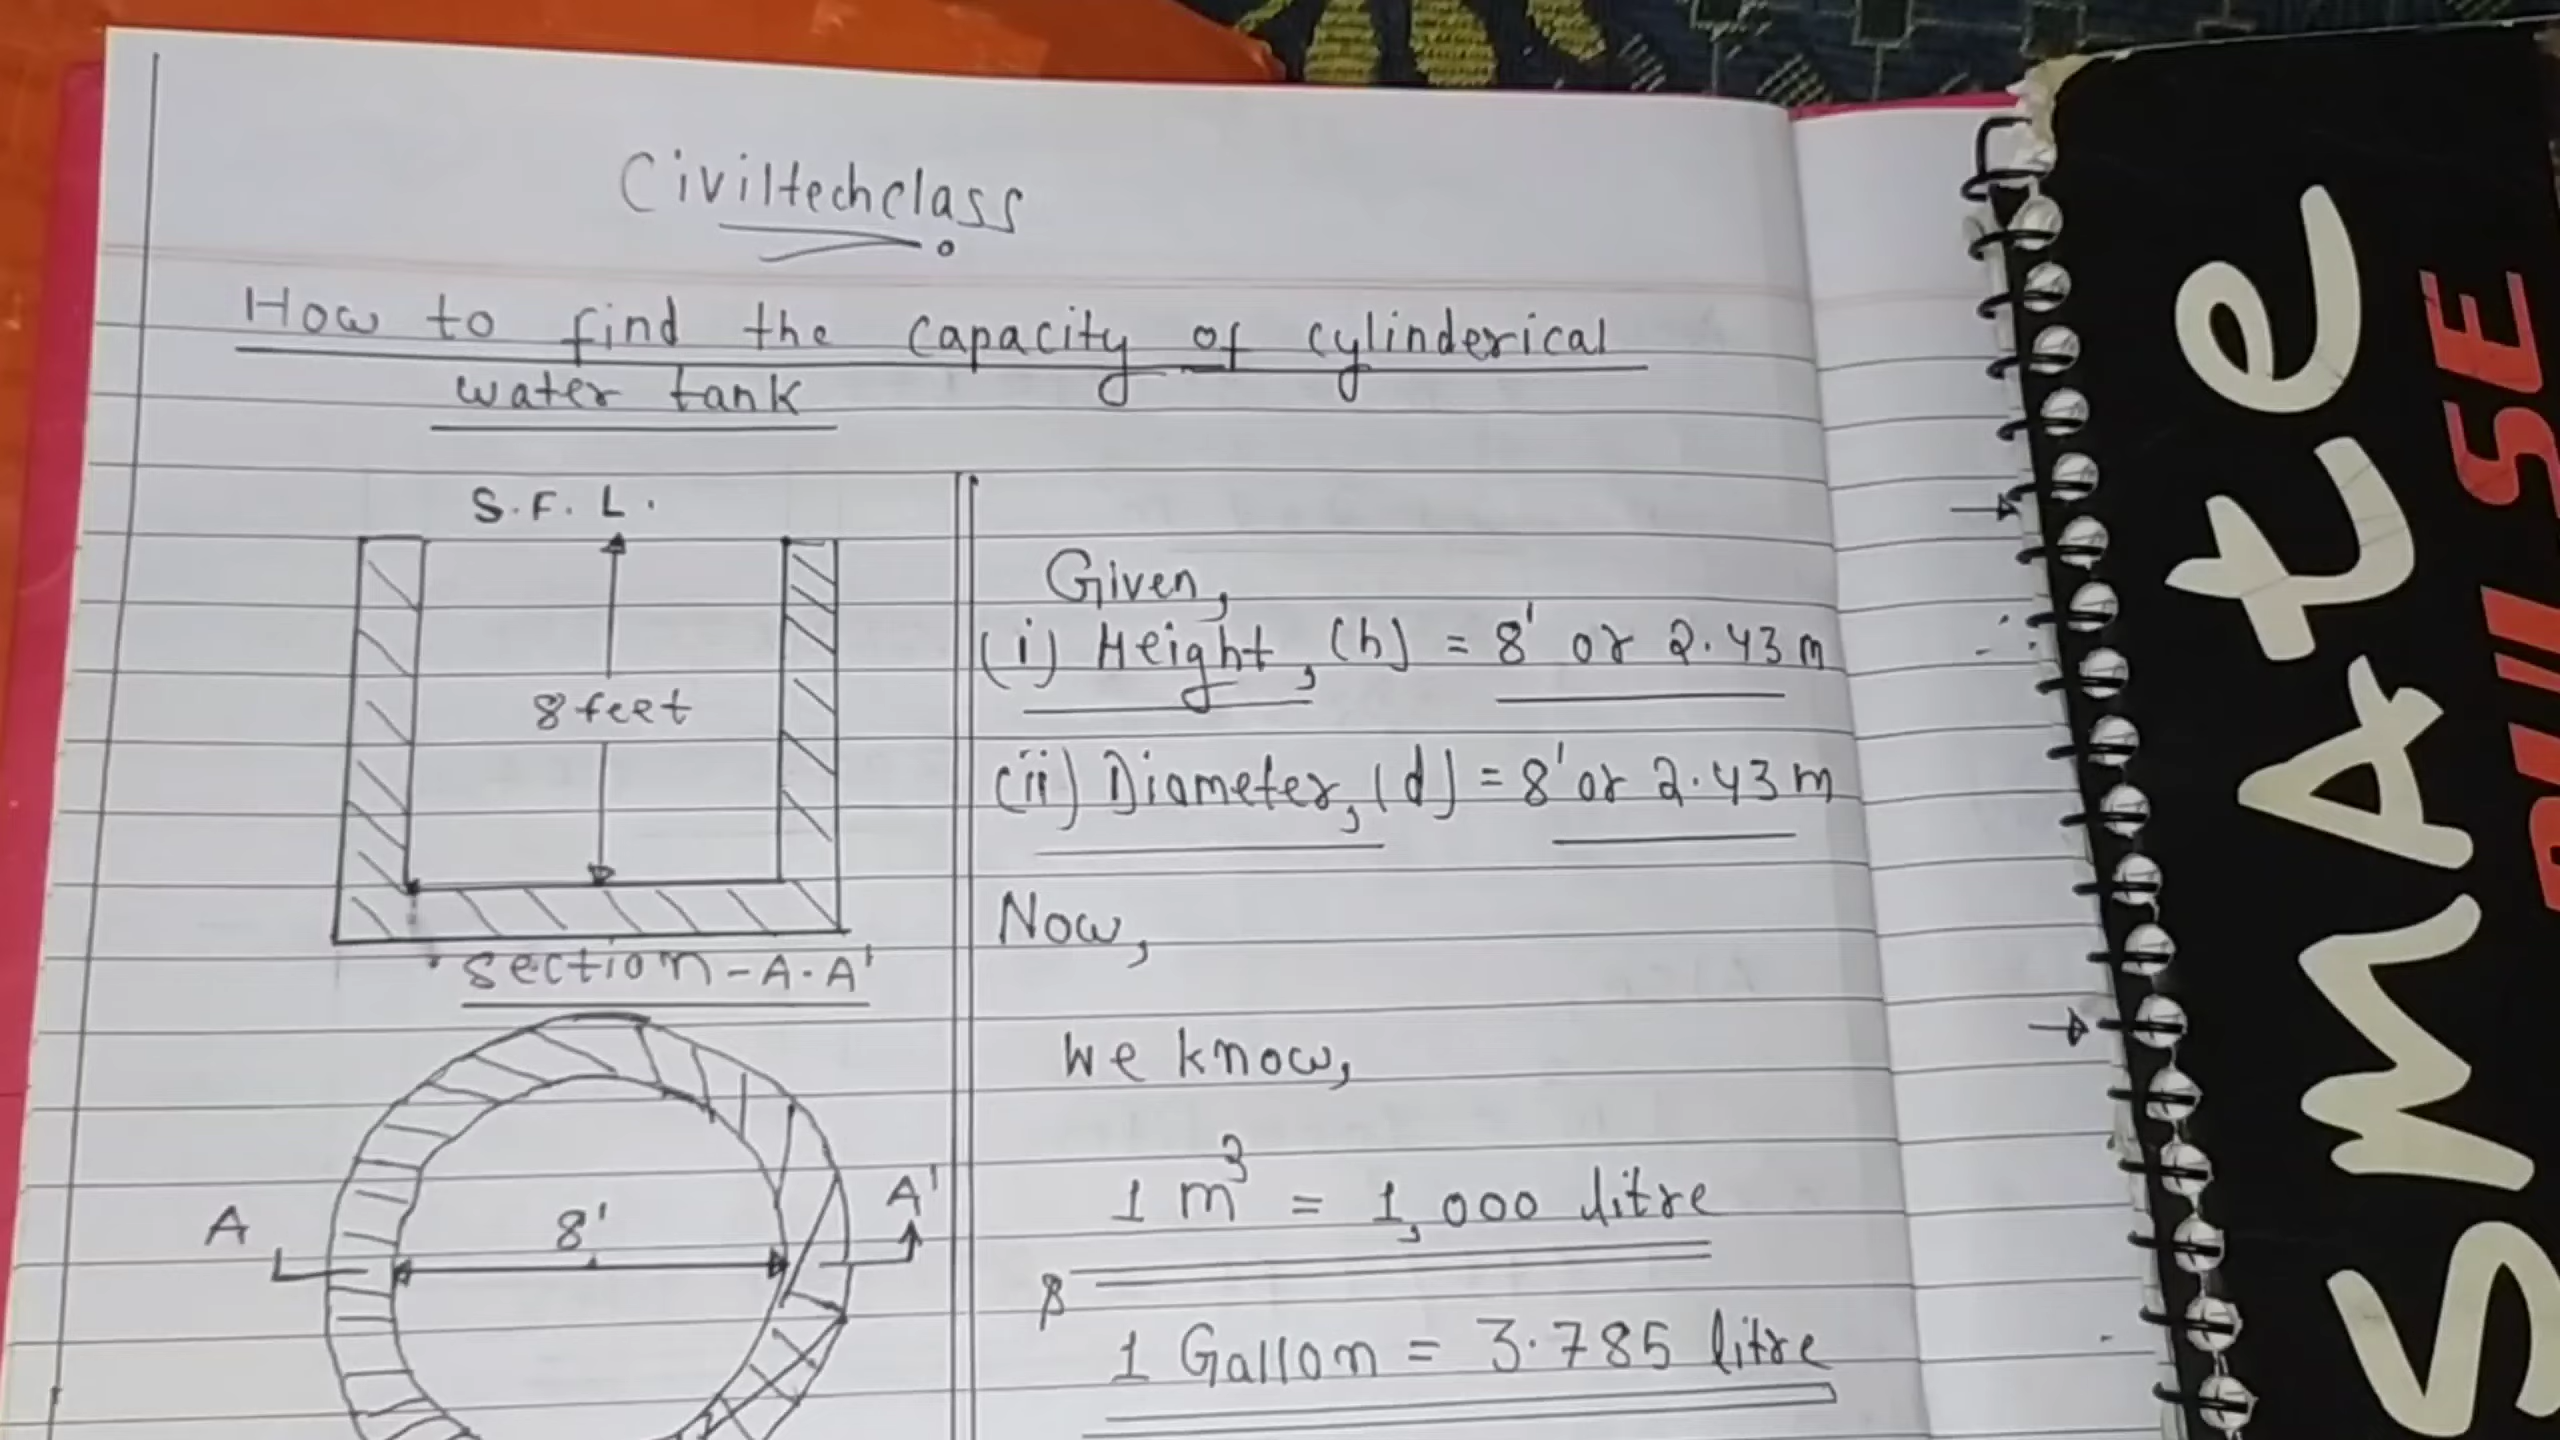 Civiltechclass
How to find the capacity of cylinderical
water tank
S.F.L.
8 feet
section-A-A'
A
8'
A'
Given,
(i) Height, (h) = 8' or 2.43 m
(ii) Diameter, (d) = 8' or 2.43 m
Now,
We know,
1 m³ = 1,000 litre
1 Gallon = 3.785 litre
smate